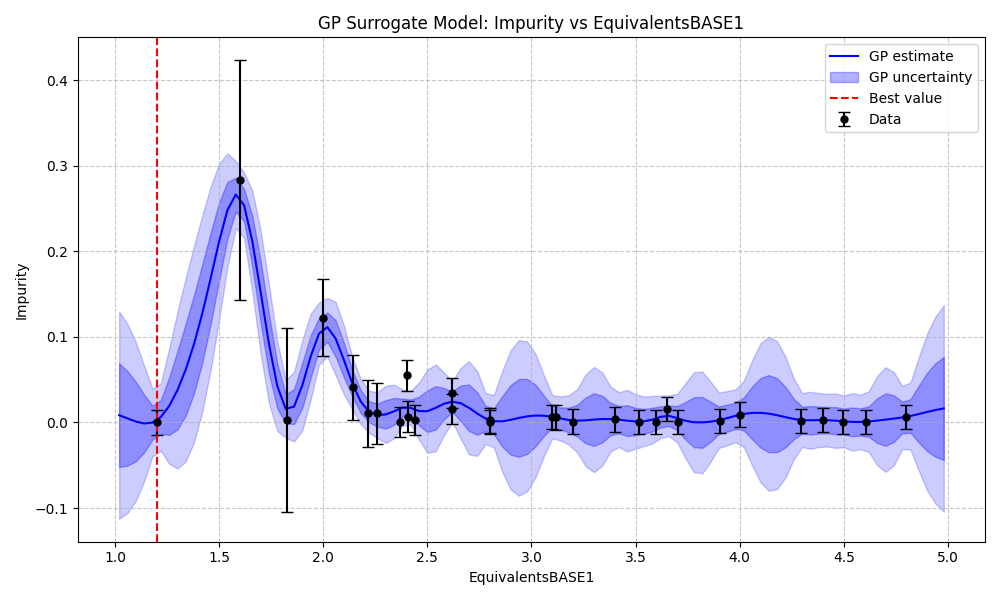 GP Surrogate Model: Impurity vs EquivalentsBASE1
GP estimate
GP uncertainty
Best value
Data
Impurity
0.4
0.3
0.2
0.1
0.0
−0.1
1.0 1.5 2.0 2.5 3.0 3.5 4.0 4.5 5.0
EquivalentsBASE1